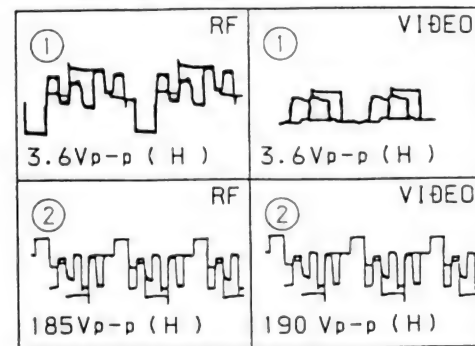 ① RF
3.6Vp-p ( H )
① VIDEO
3.6Vp-p ( H )
② RF
185Vp-p ( H )
② VIDEO
190 Vp-p ( H )